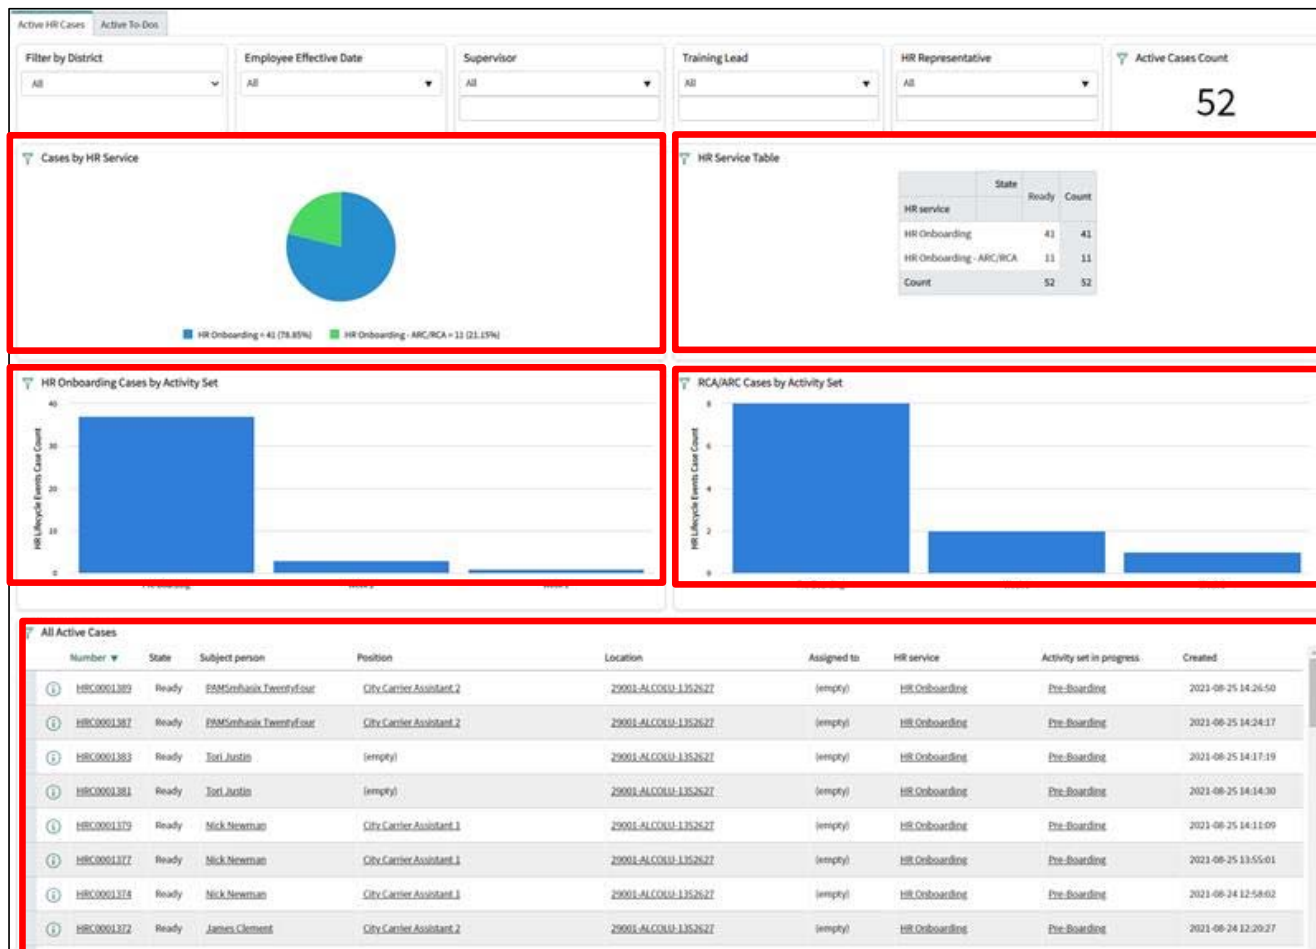 Active HR Cases Active To-Dos
Filter by District Employee Effective Date Supervisor Training Lead HR Representative Active Cases Count
All All All All All
52
Cases by HR Service HR Service Table
State Ready Count
HR service
HR Onboarding 41 41
HR Onboarding - ARC/RCA 11 11
Count 52 52
HR Onboarding = 41 (78.85%) HR Onboarding - ARC/RCA = 11 (21.15%)
HR Onboarding Cases by Activity Set
HR Lifecycle Events Case Count
40
30
20
10
0
RCA/ARC Cases by Activity Set
HR Lifecycle Events Case Count
8
6
4
2
0
All Active Cases
Number State Subject person Position Location Assigned to HR service Activity set in progress Created
HRC0001389 Ready PAMSmhasix TwentyFour City Carrier Assistant 2 29001-ALCOLU-1352627 (empty) HR Onboarding Pre-Boarding 2021-08-25 14:26:50
HRC0001387 Ready PAMSmhasix TwentyFour City Carrier Assistant 2 29001-ALCOLU-1352627 (empty) HR Onboarding Pre-Boarding 2021-08-25 14:24:17
HRC0001383 Ready Tori Justin (empty) 29001-ALCOLU-1352627 (empty) HR Onboarding Pre-Boarding 2021-08-25 14:17:19
HRC0001381 Ready Tori Justin (empty) 29001-ALCOLU-1352627 (empty) HR Onboarding Pre-Boarding 2021-08-25 14:14:30
HRC0001379 Ready Nick Newman City Carrier Assistant 1 29001-ALCOLU-1352627 (empty) HR Onboarding Pre-Boarding 2021-08-25 14:11:09
HRC0001377 Ready Nick Newman City Carrier Assistant 1 29001-ALCOLU-1352627 (empty) HR Onboarding Pre-Boarding 2021-08-25 13:55:01
HRC0001374 Ready Nick Newman City Carrier Assistant 1 29001-ALCOLU-1352627 (empty) HR Onboarding Pre-Boarding 2021-08-24 12:58:02
HRC0001372 Ready James Clement City Carrier Assistant 2 29001-ALCOLU-1352627 (empty) HR Onboarding Pre-Boarding 2021-08-24 12:20:27